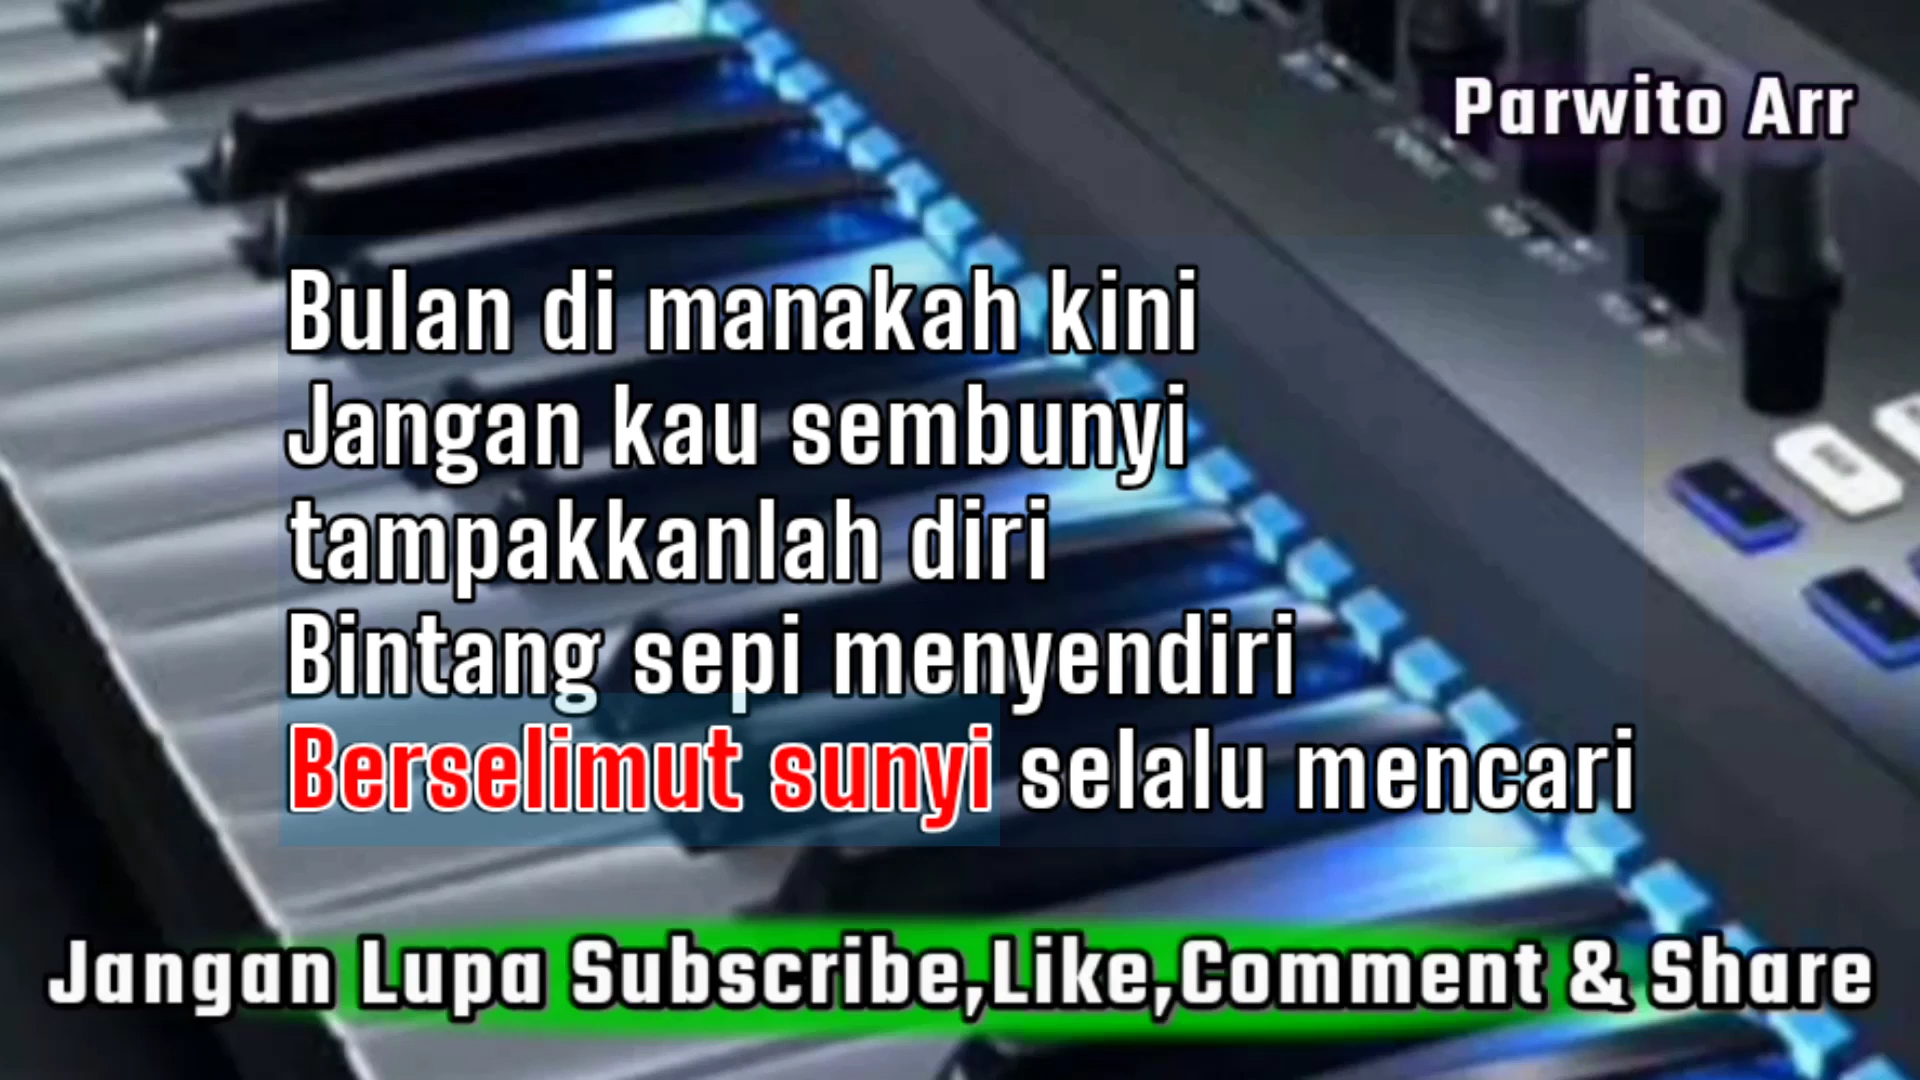 Parwito Arr
Bulan di manakah kini
Jangan kau sembunyi
tampakkanlah diri
Bintang sepi menyendiri
Berselimut sunyi selalu mencari
Jangan Lupa Subscribe,Like,Comment & Share